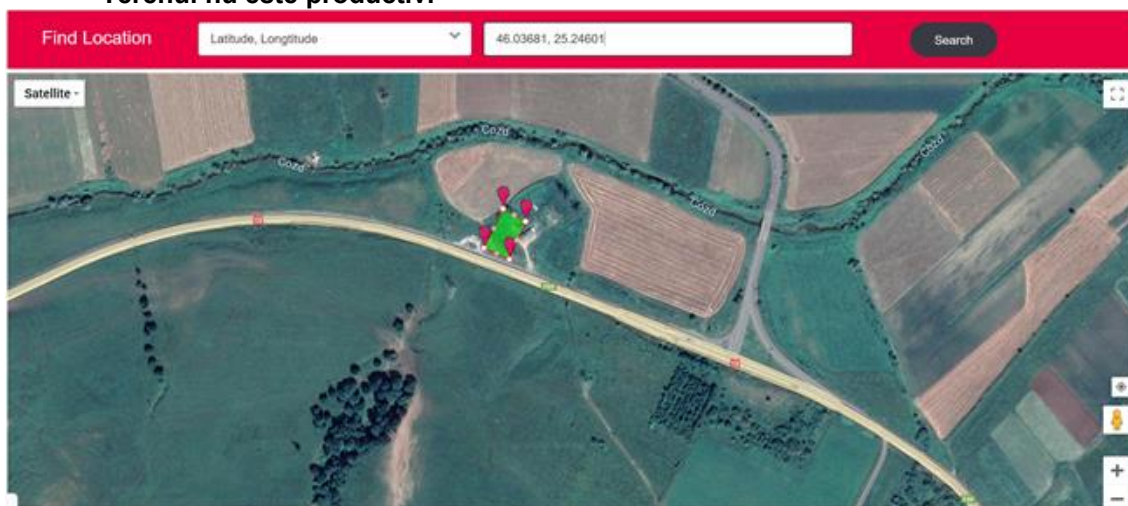 Terenul nu este productiv.
Find Location
Latitude, Longtitude
46.03681, 25.24601
Search
Satellite
Cozd
Cozd
Cozd
Cozd